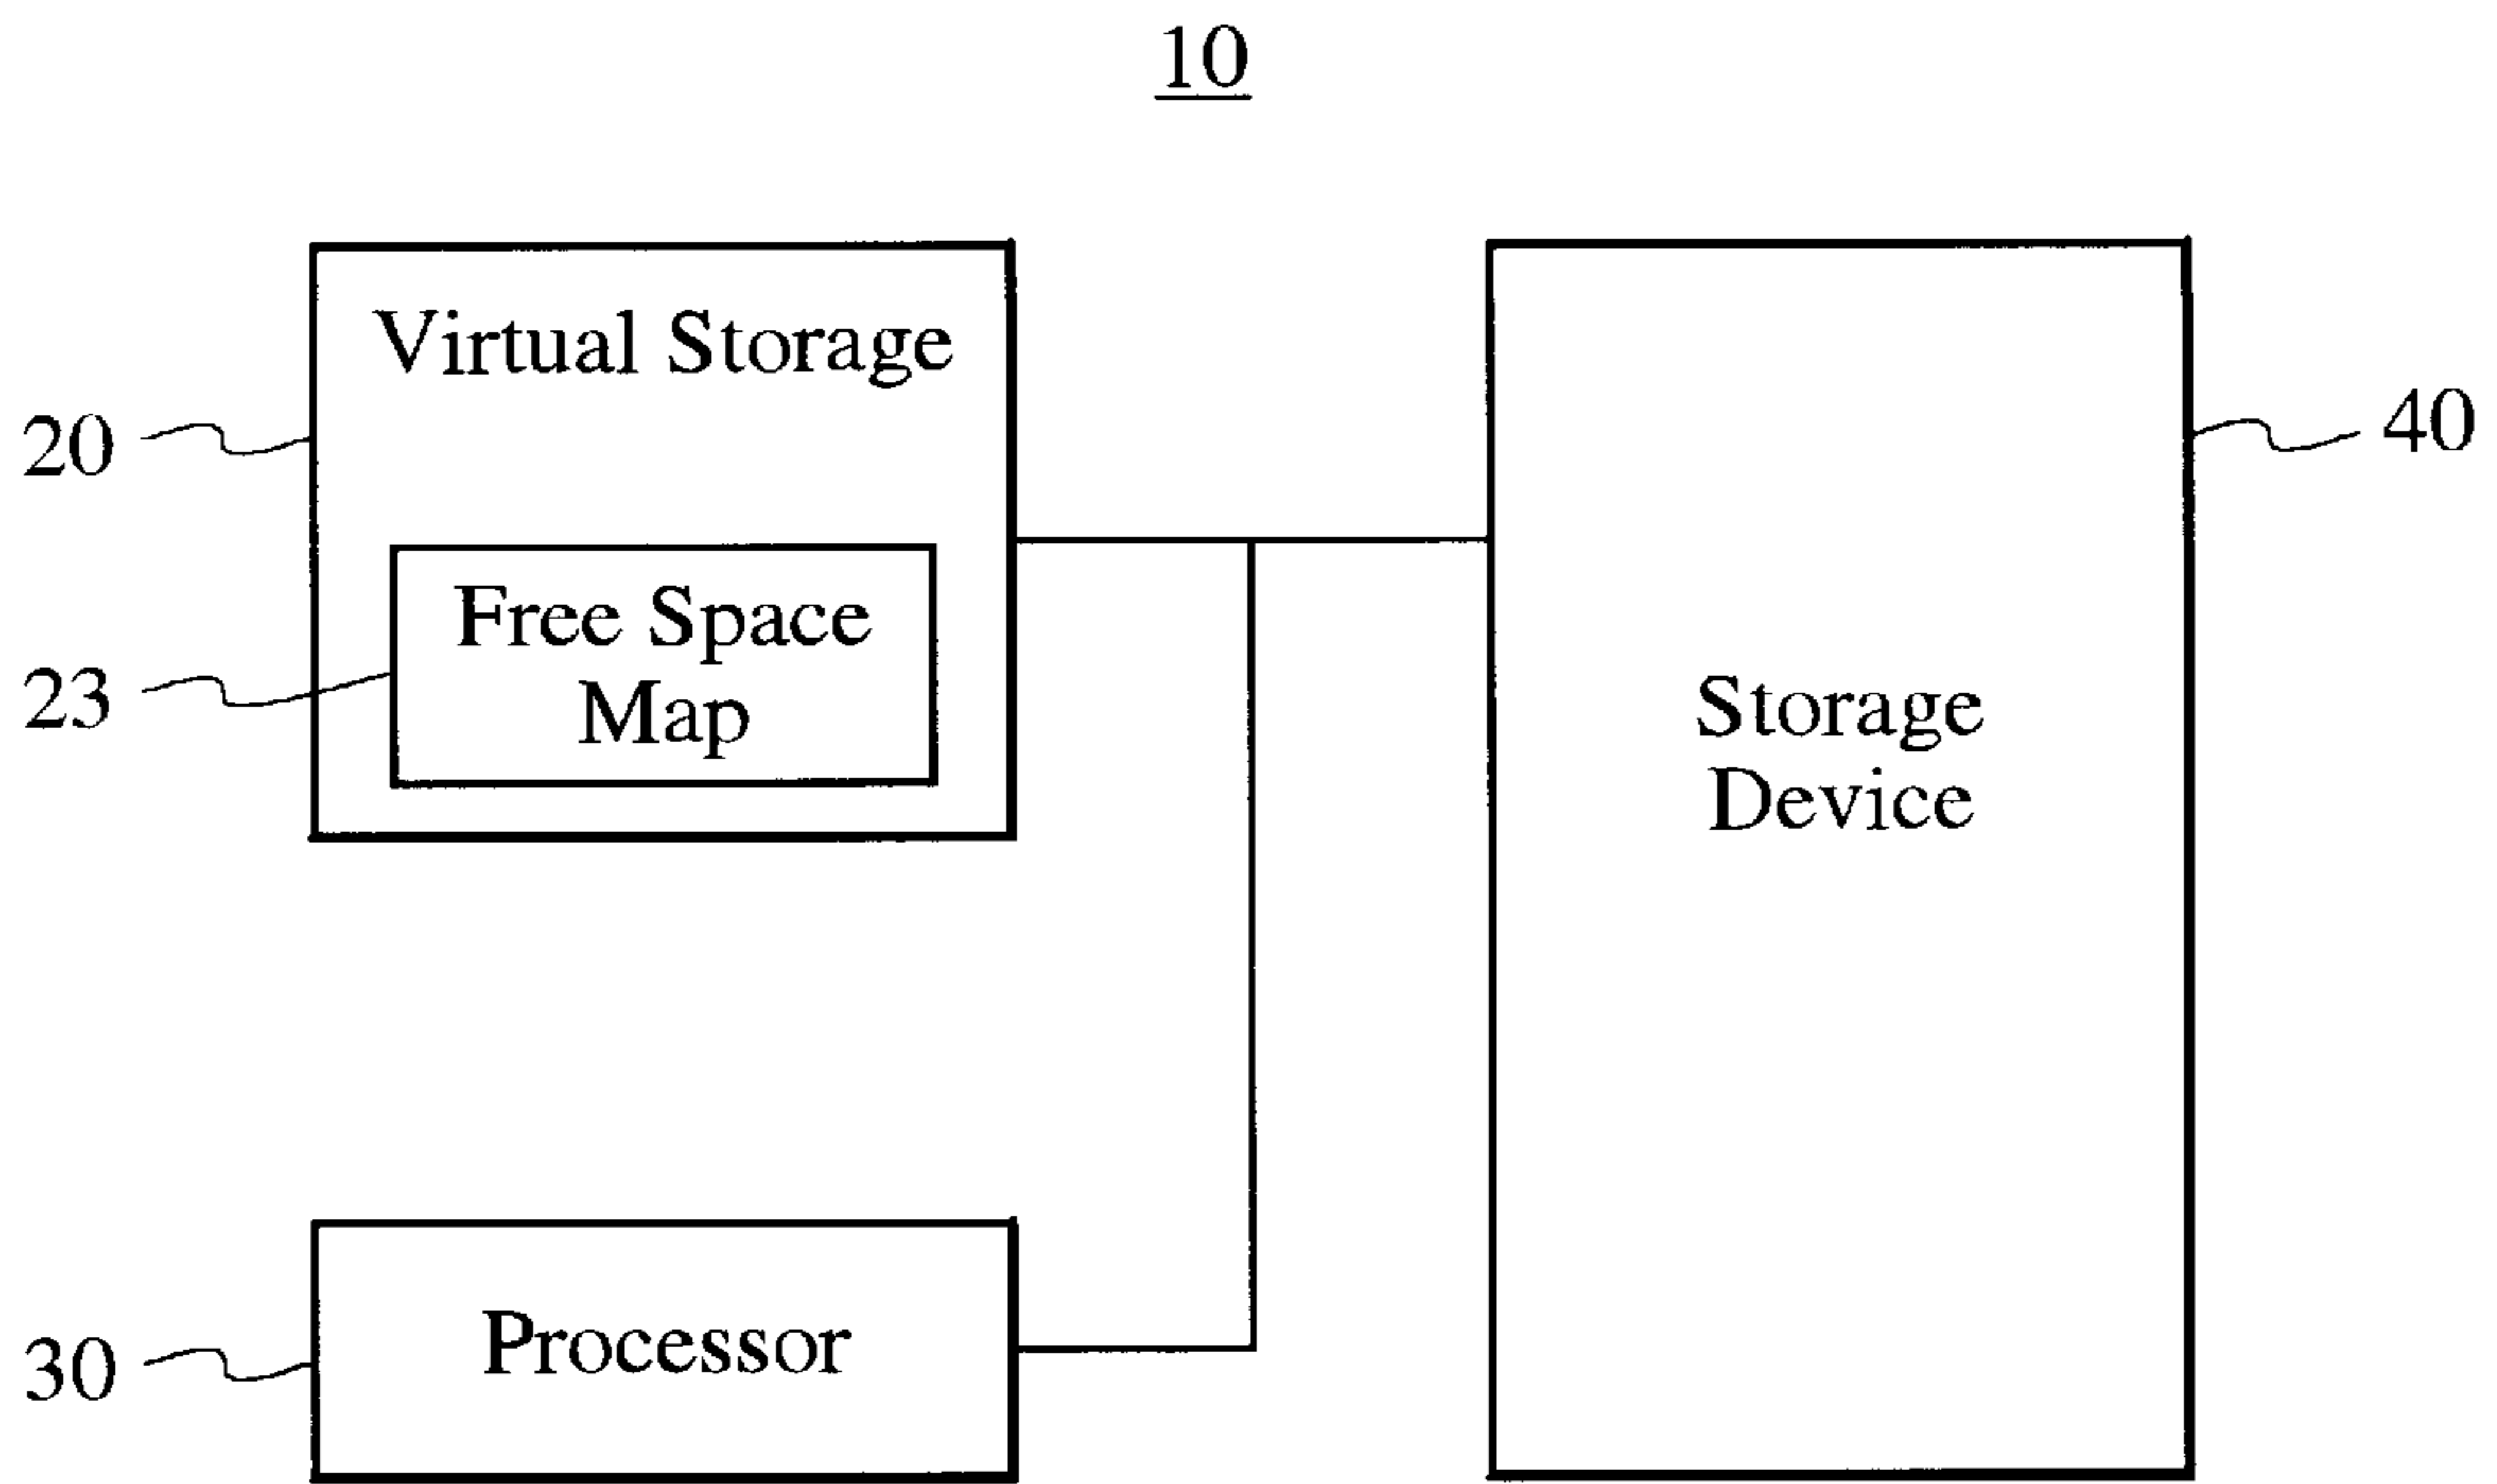 10
Virtual Storage
20
40
Free Space
Map
23
Storage
Device
Processor
30